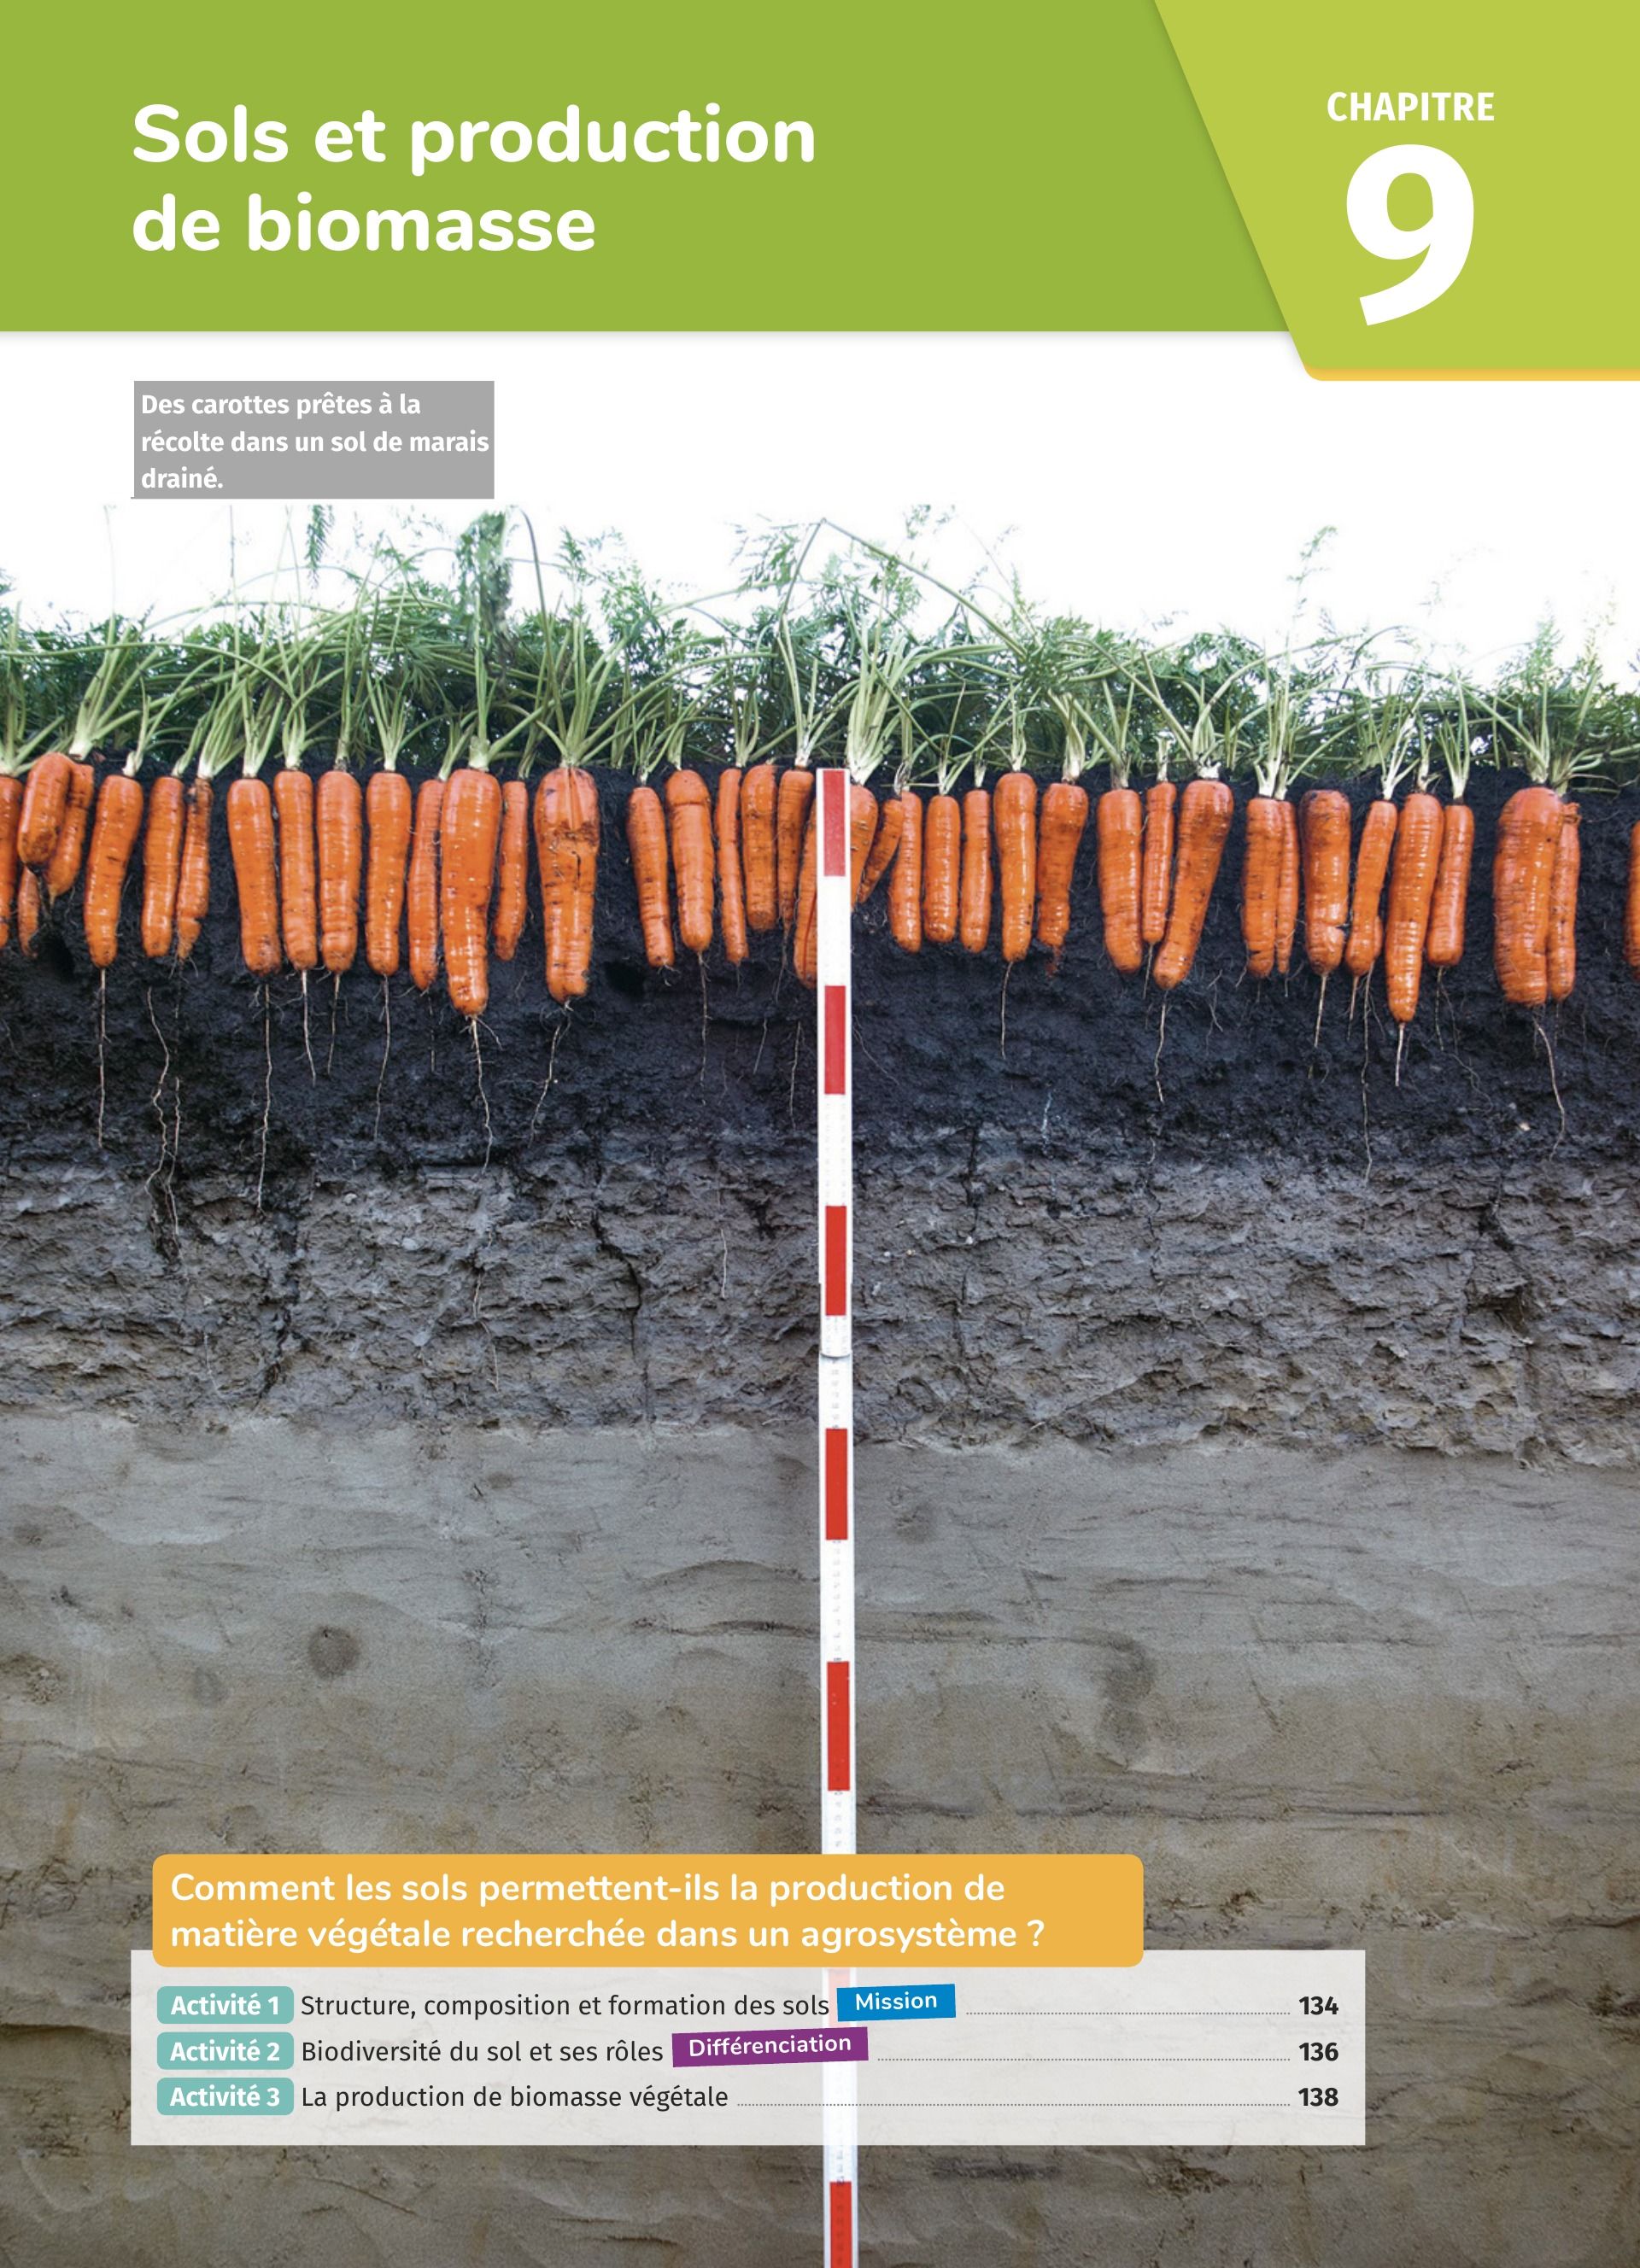 Sols et production
de biomasse
CHAPITRE
9
Des carottes prêtes à la
récolte dans un sol de marais
drainé.
Comment les sols permettent-ils la production de
matière végétale recherchée dans un agrosystème ?
Activité 1 Structure, composition et formation des sols Mission 134
Activité 2 Biodiversité du sol et ses rôles Différenciation 136
Activité 3 La production de biomasse végétale 138